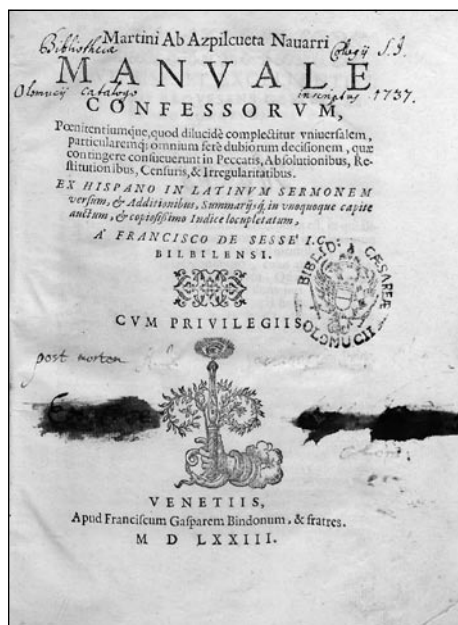 Martini Ab Azpilcueta Nauarri
Bibliotheca Collegij S.J.
MANVALE
Olomucij catalogo inscriptus 1737.
CONFESSORVM,
Pœnitentiumque, quod dilucidè complectitur vniuersalem,
particularemq́; omnium ferè dubiorum decisionem, quæ
contingere consueuerunt in Peccatis, Absolutionibus, Re-
stitutionibus, Censuris, & Irregularitatibus.
EX HISPANO IN LATINVM SERMONEM
versum, & Additionibus, Summarijsq́; in vnoquoque capite
auctum, & copiosissimo Indice locupletatum,
A FRANCISCO DE SESSE I.C.
BILBILENSI.
BIBLIO: CÆSAREÆ OLOMUCII
CVM PRIVILEGIIS
post mortem
VENETIIS,
Apud Franciscum Gasparem Bindonum, & fratres.
M D LXXIII.